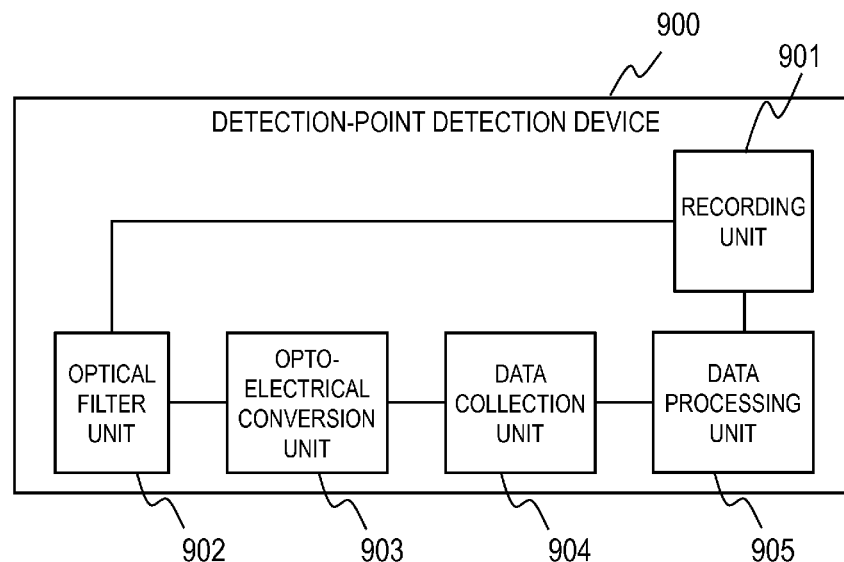 900
901
DETECTION-POINT DETECTION DEVICE
RECORDING
UNIT
OPTICAL
FILTER
UNIT
OPTO-
ELECTRICAL
CONVERSION
UNIT
DATA
COLLECTION
UNIT
DATA
PROCESSING
UNIT
902
903
904
905